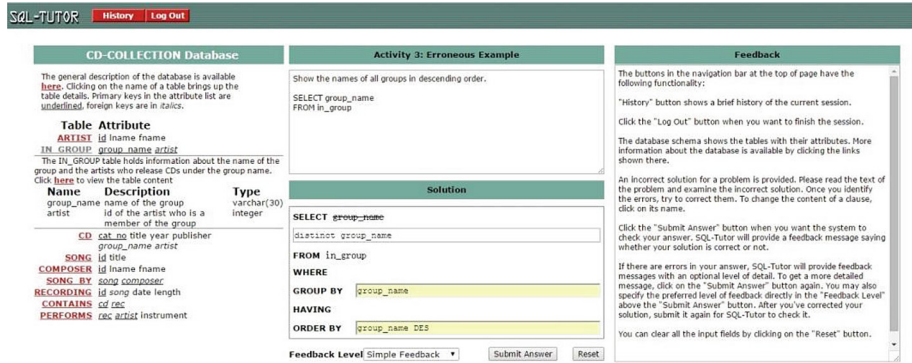 SQL-TUTOR
History
Log Out
CD-COLLECTION Database
The general description of the database is available
here. Clicking on the name of a table brings up the
table details. Primary keys in the attribute list are
underlined, foreign keys are in italics.
Table Attribute
ARTIST id lname fname
IN GROUP group name artist
The IN_GROUP table holds information about the name of the
group and the artists who release CDs under the group name.
Click here to view the table content
Name Description Type
group_name name of the group varchar(30)
artist id of the artist who is a integer
member of the group
CD cat no title year publisher
group_name artist
SONG id title
COMPOSER id lname fname
SONG BY song composer
RECORDING id song date length
CONTAINS cd rec
PERFORMS rec artist instrument
Activity 3: Erroneous Example
Show the names of all groups in descending order.
SELECT group_name
FROM in_group
Solution
SELECT group_name
distinct group_name
FROM in_group
WHERE
GROUP BY group_name
HAVING
ORDER BY group_name DES
Feedback Level Simple Feedback
Submit Answer
Reset
Feedback
The buttons in the navigation bar at the top of page have the
following functionality:
"History" button shows a brief history of the current session.
Click the "Log Out" button when you want to finish the session.
The database schema shows the tables with their attributes. More
information about the database is available by clicking the links
shown there.
An incorrect solution for a problem is provided. Please read the text of
the problem and examine the incorrect solution. Once you identify
the errors, try to correct them. To change the content of a clause,
click on its name.
Click the "Submit Answer" button when you want the system to
check your answer. SQL-Tutor will provide a feedback message saying
whether your solution is correct or not.
If there are errors in your answer, SQL-Tutor will provide feedback
messages with an optional level of detail. To get a more detailed
message, click on the "Submit Answer" button again. You may also
specify the preferred level of feedback directly in the "Feedback Level"
above the "Submit Answer" button. After you've corrected your
solution, submit it again for SQL-Tutor to check it.
You can clear all the input fields by clicking on the "Reset" button.